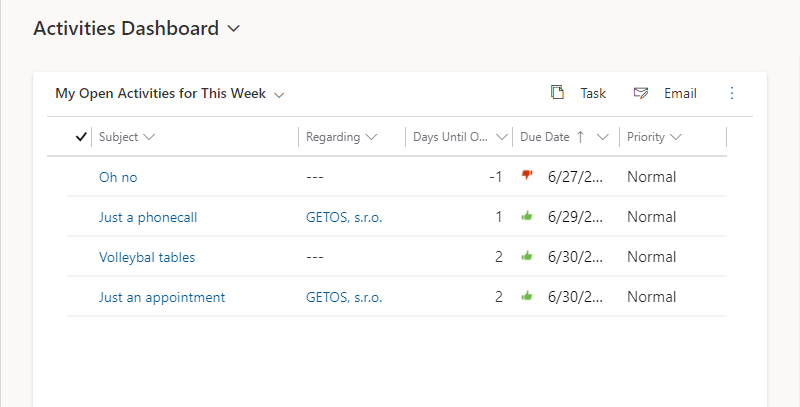 Activities Dashboard
My Open Activities for This Week Task Email
Subject Regarding Days Until O... Due Date Priority
Oh no --- -1 6/27/2... Normal
Just a phonecall GETOS, s.r.o. 1 6/29/2... Normal
Volleybal tables --- 2 6/30/2... Normal
Just an appointment GETOS, s.r.o. 2 6/30/2... Normal